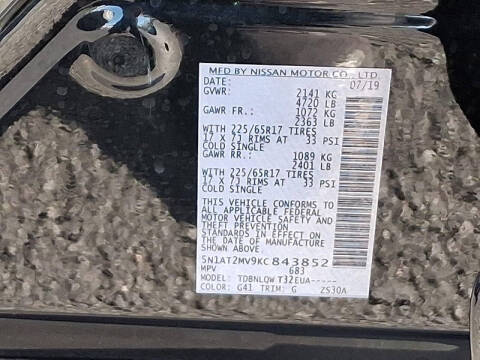 MFD BY NISSAN MOTOR CO., LTD.
DATE: 07/19
GVWR: 2141 KG
4720 LB
GAWR FR.: 1072 KG
2363 LB
WITH 225/65R17 TIRES
17 X 7J RIMS AT 33 PSI
COLD SINGLE
GAWR RR.: 1089 KG
2401 LB
WITH 225/65R17 TIRES
17 X 7J RIMS AT 33 PSI
COLD SINGLE
THIS VEHICLE CONFORMS TO
ALL APPLICABLE FEDERAL
MOTOR VEHICLE SAFETY AND
THEFT PREVENTION
STANDARDS IN EFFECT ON
THE DATE OF MANUFACTURE
SHOWN ABOVE.
5N1AT2MV9KC843852
MPV 683
MODEL: TDBNLQWT32EUA-----
COLOR: G41 TRIM: G ZS30A